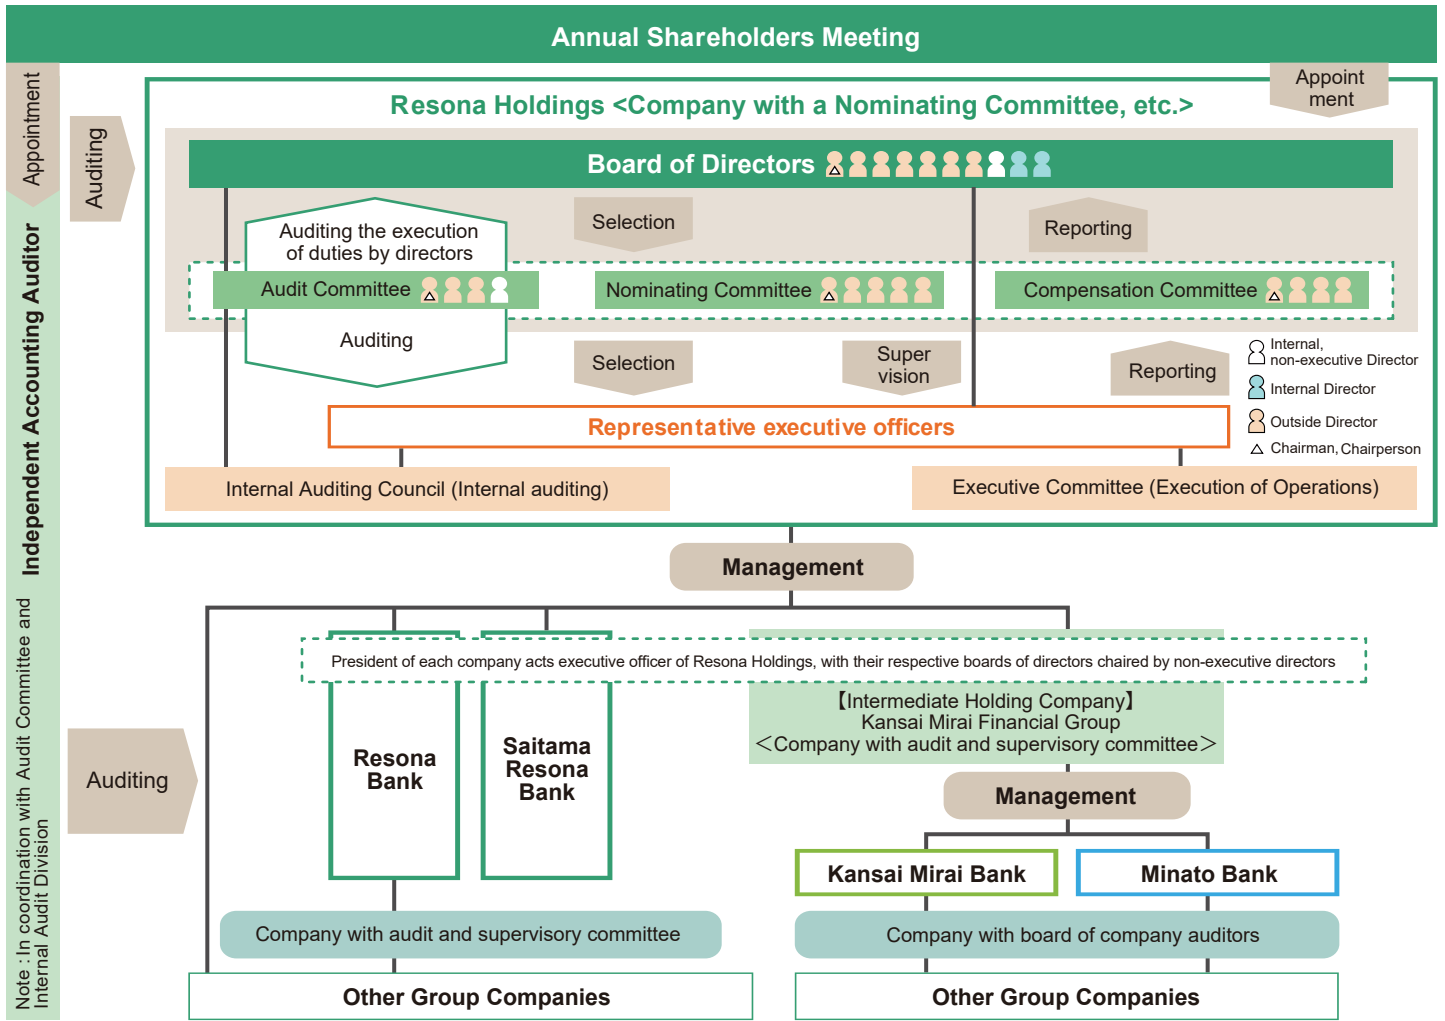 Annual Shareholders Meeting
Appointment
Independent Accounting Auditor
Note : In coordination with Audit Committee and
Internal Audit Division
Auditing
Appoint
ment
Resona Holdings <Company with a Nominating Committee, etc.>
Board of Directors
Auditing the execution
of duties by directors
Selection
Reporting
Audit Committee
Nominating Committee
Compensation Committee
Auditing
Selection
Super
vision
Reporting
Internal,
non-executive Director
Internal Director
Outside Director
Chairman, Chairperson
Representative executive officers
Internal Auditing Council (Internal auditing)
Executive Committee (Execution of Operations)
Management
President of each company acts executive officer of Resona Holdings, with their respective boards of directors chaired by non-executive directors
Auditing
Resona
Bank
Saitama
Resona
Bank
【Intermediate Holding Company】
Kansai Mirai Financial Group
＜Company with audit and supervisory committee＞
Management
Kansai Mirai Bank
Minato Bank
Company with audit and supervisory committee
Company with board of company auditors
Other Group Companies
Other Group Companies